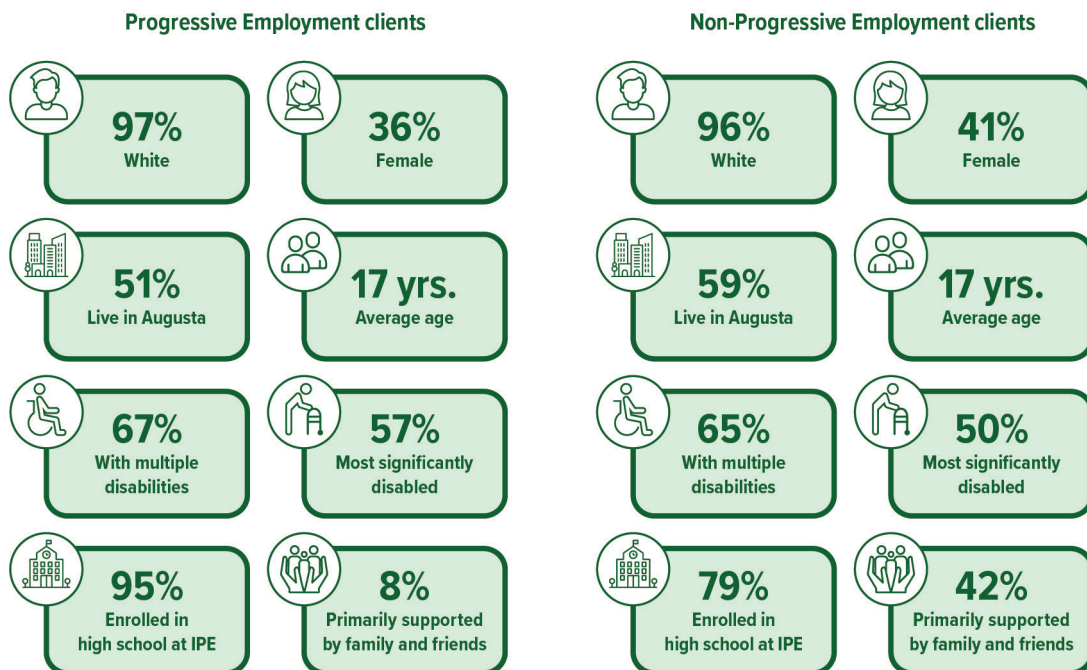 Progressive Employment clients
97%
White
36%
Female
51%
Live in Augusta
17 yrs.
Average age
67%
With multiple
disabilities
57%
Most significantly
disabled
95%
Enrolled in
high school at IPE
8%
Primarily supported
by family and friends
Non-Progressive Employment clients
96%
White
41%
Female
59%
Live in Augusta
17 yrs.
Average age
65%
With multiple
disabilities
50%
Most significantly
disabled
79%
Enrolled in
high school at IPE
42%
Primarily supported
by family and friends